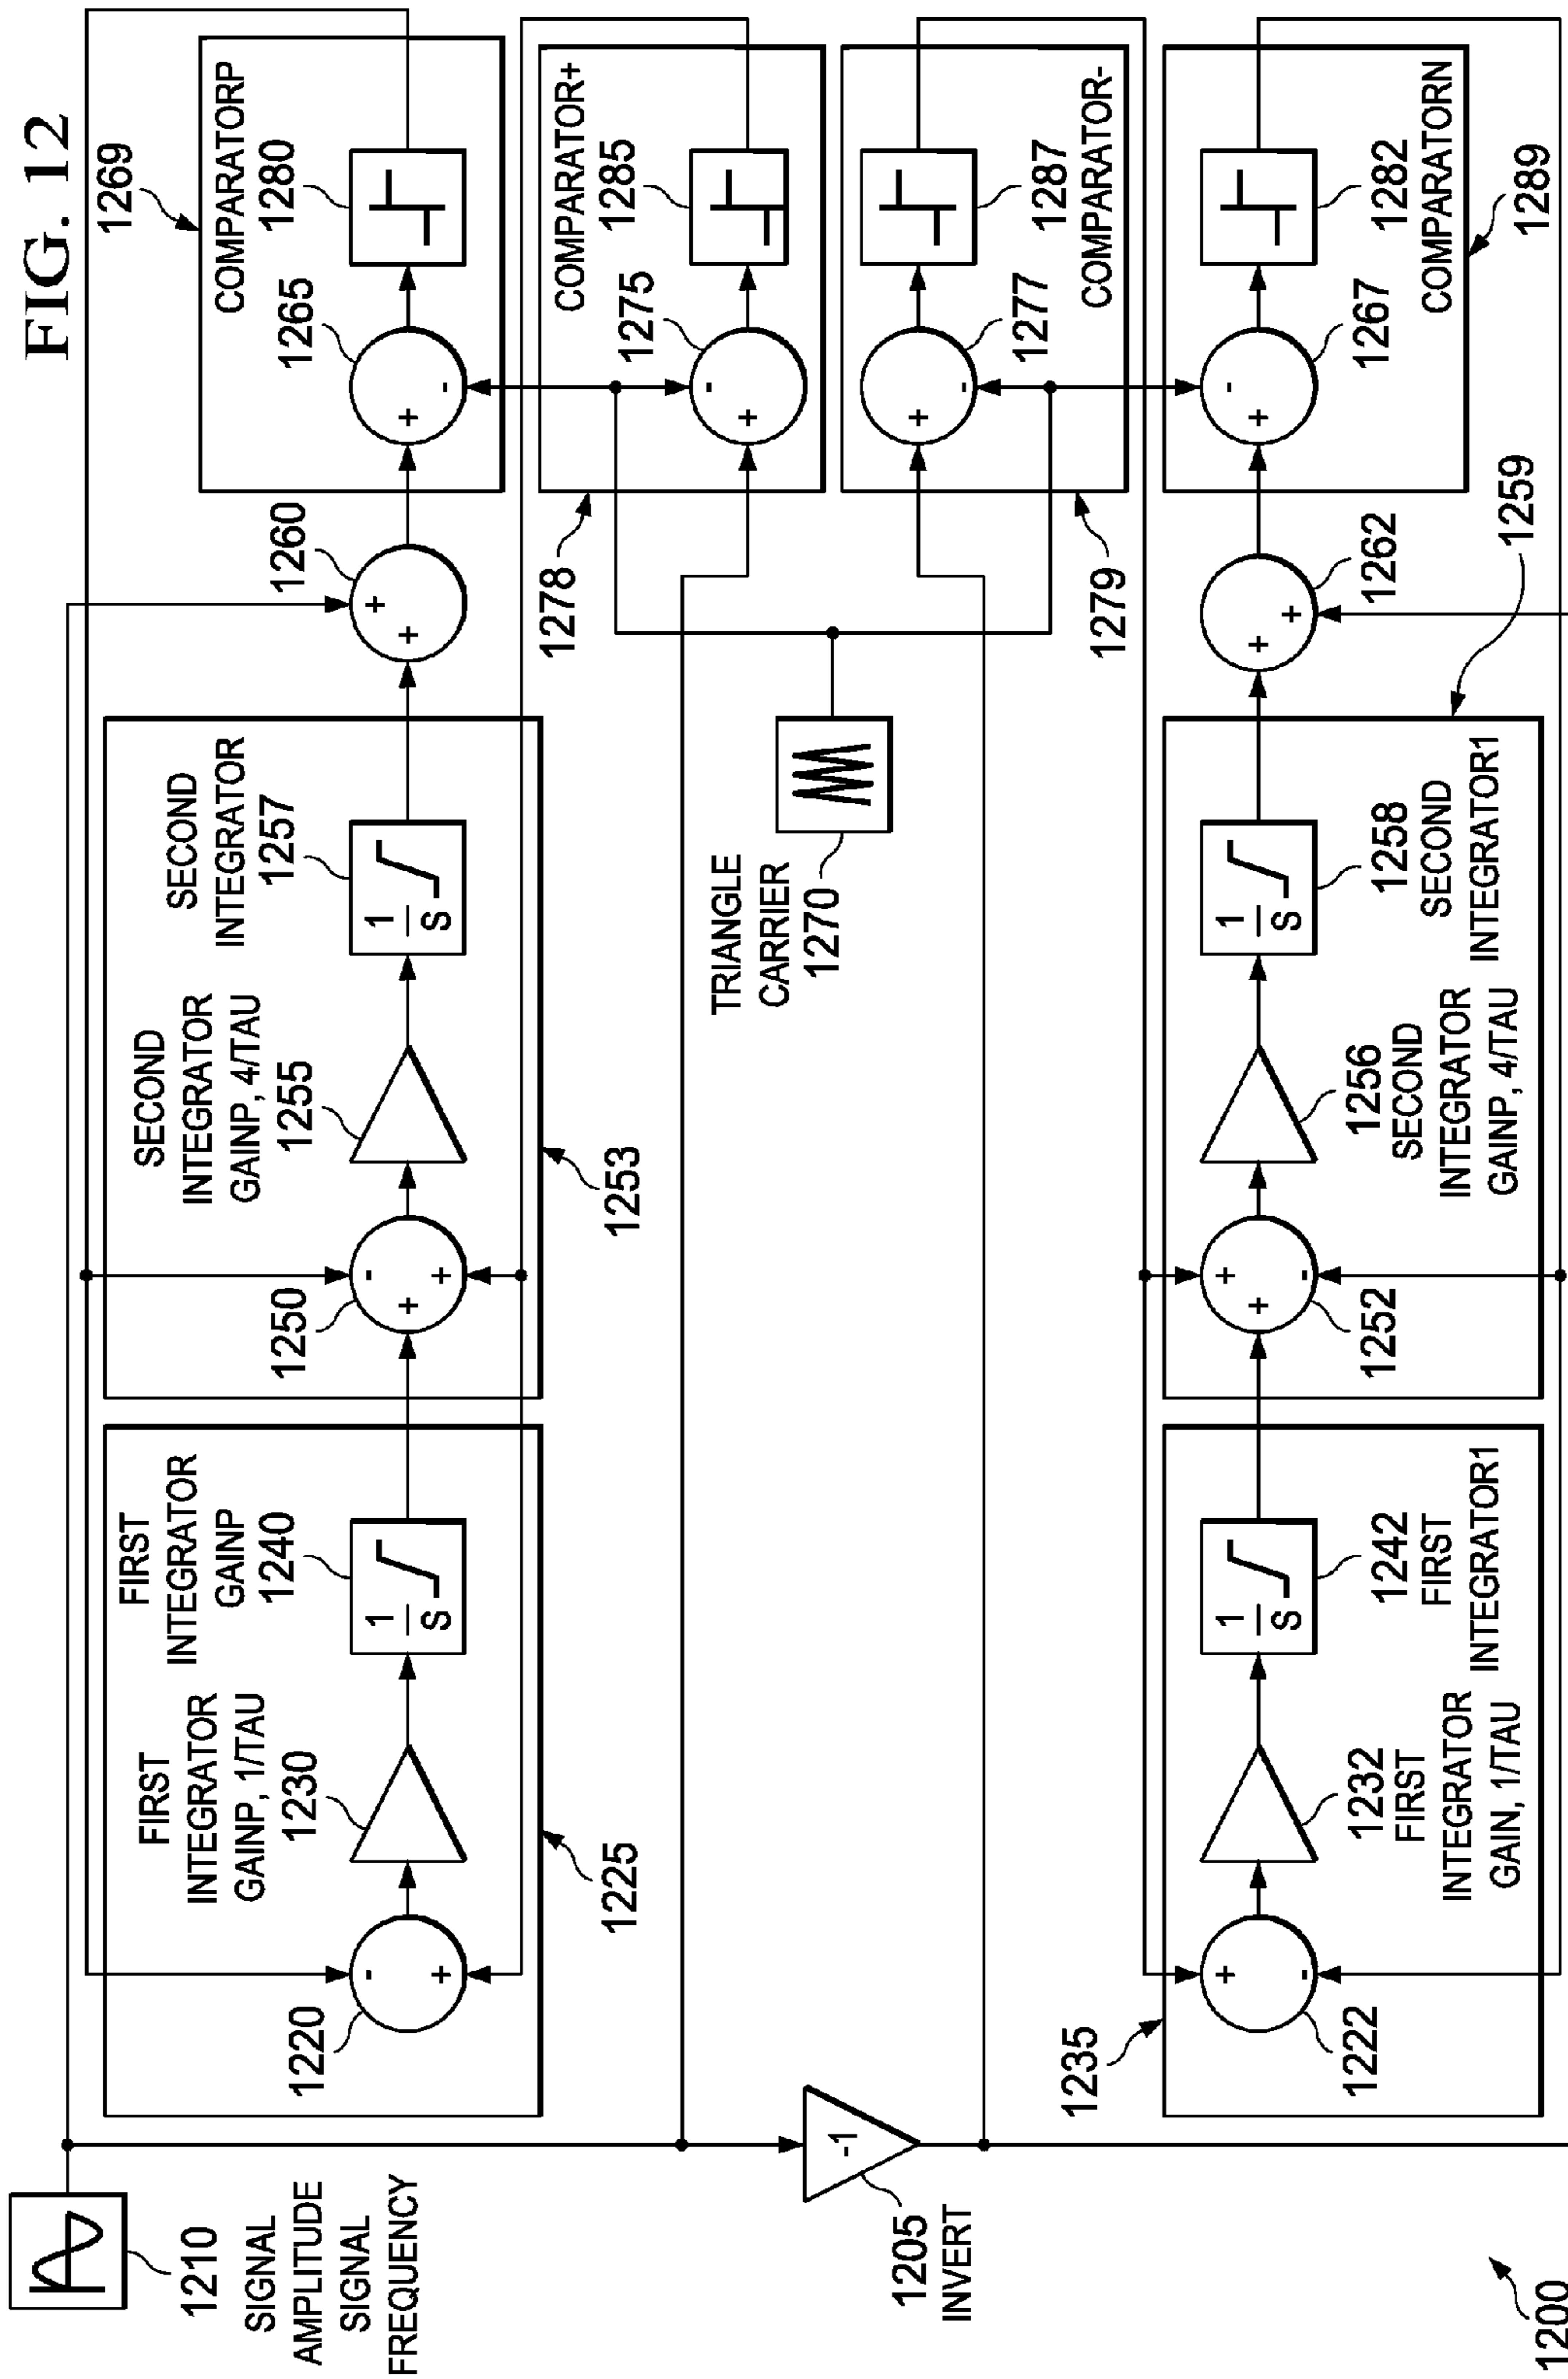 FIG. 12
1269
COMPARATORP
1280
1265
+
-
COMPARATOR+
1285
1275
-
+
1278
COMPARATOR-
1287
1277
+
-
1279
COMPARATORN
1282
1267
-
+
1289
1260
+
+
1262
+
+
1259
SECOND
INTEGRATOR
1257
1
S
SECOND
INTEGRATOR
GAINP, 4/TAU
1255
1250
-
+
+
1253
TRIANGLE
CARRIER
1270
1
S
1258
SECOND
INTEGRATOR1
1256
SECOND
INTEGRATOR
GAINP, 4/TAU
+
+
-
1252
FIRST
INTEGRATOR
GAINP
1240
1
S
FIRST
INTEGRATOR
GAINP, 1/TAU
1230
1220
-
+
1225
1
S
1242
FIRST
INTEGRATOR1
1232
FIRST
INTEGRATOR
GAIN, 1/TAU
+
-
1222
1235
1210
SIGNAL
AMPLITUDE
SIGNAL
FREQUENCY
-1
1205
INVERT
1200